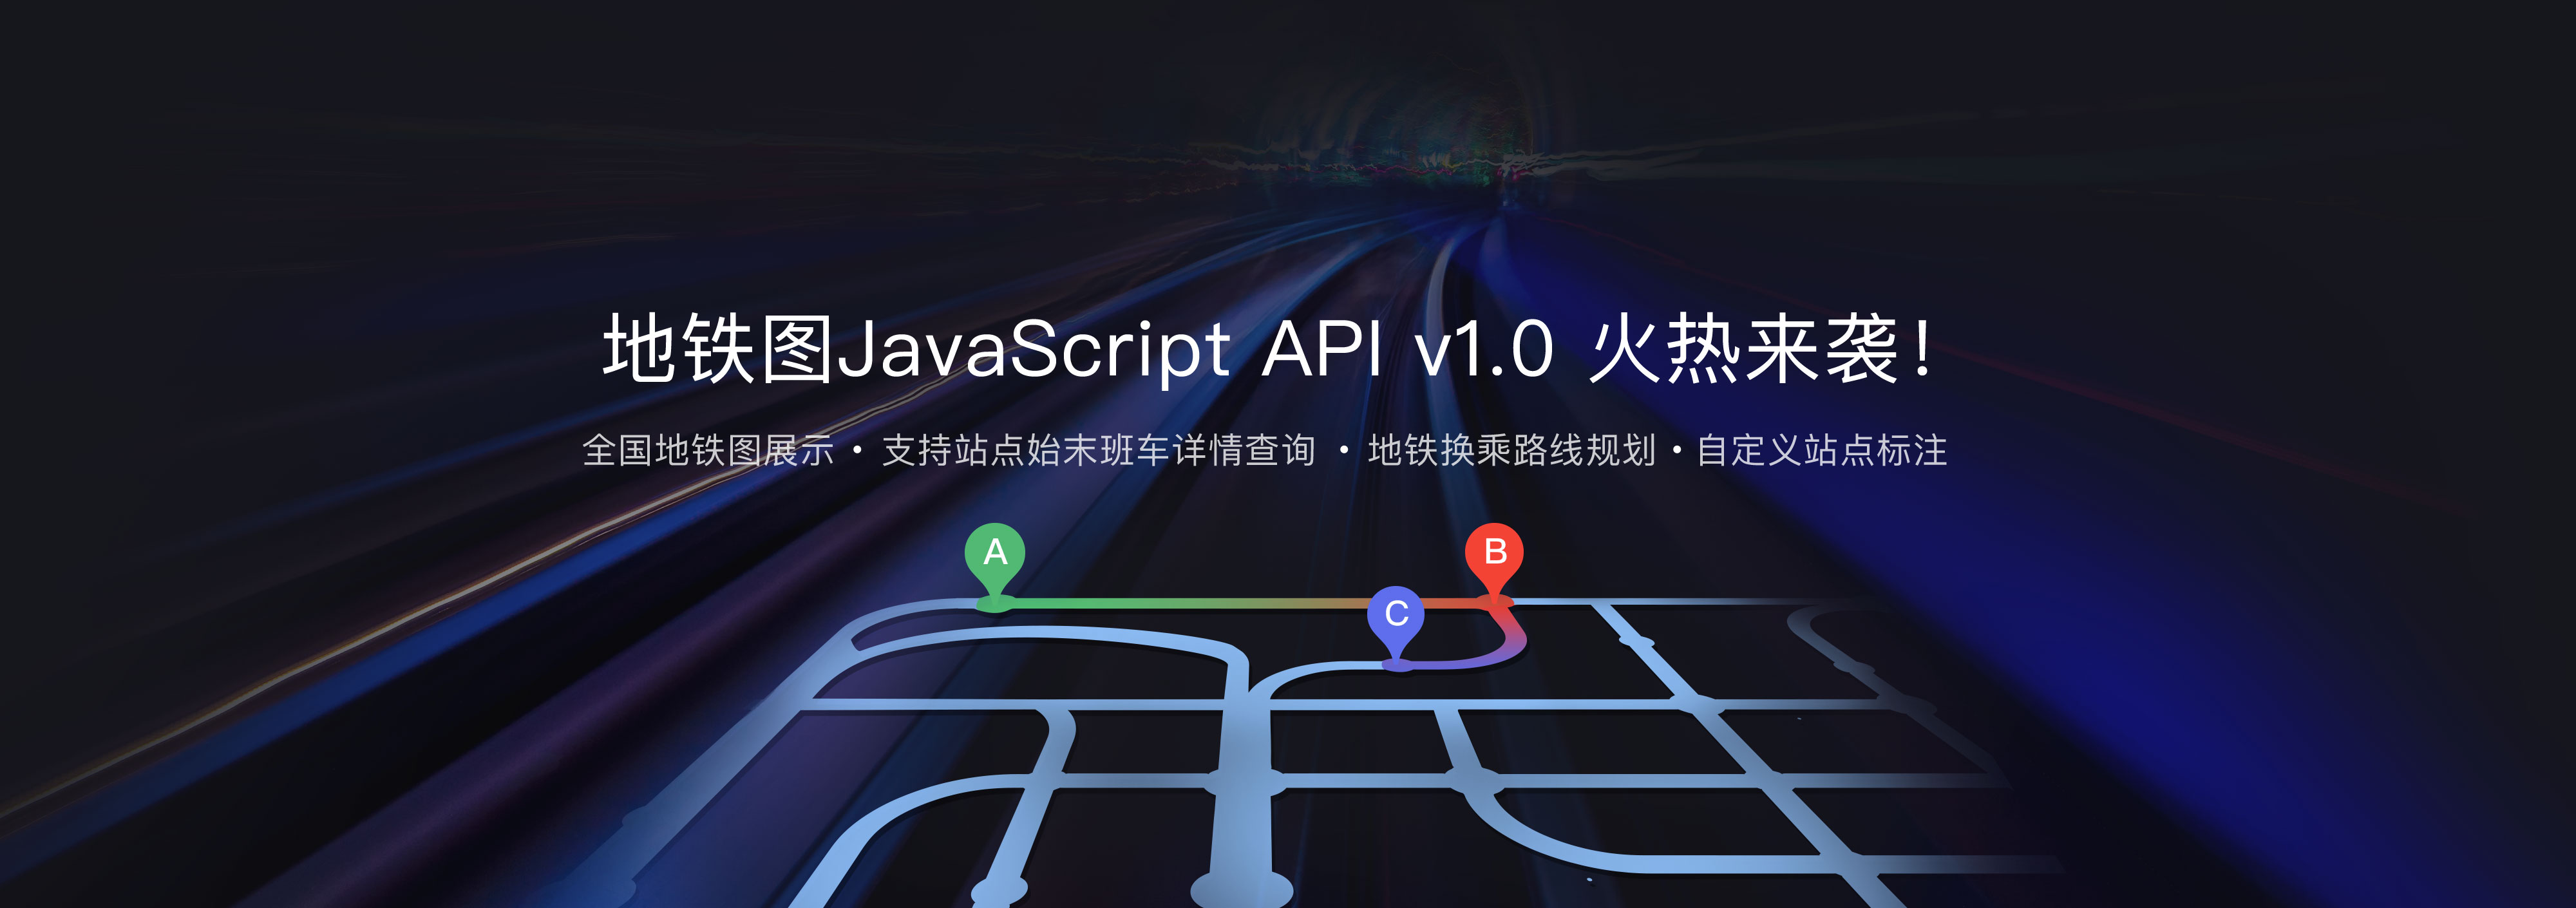 地铁图JavaScript API v1.0 火热来袭！
全国地铁图展示 • 支持站点始末班车详情查询 • 地铁换乘路线规划 • 自定义站点标注
A
B
C